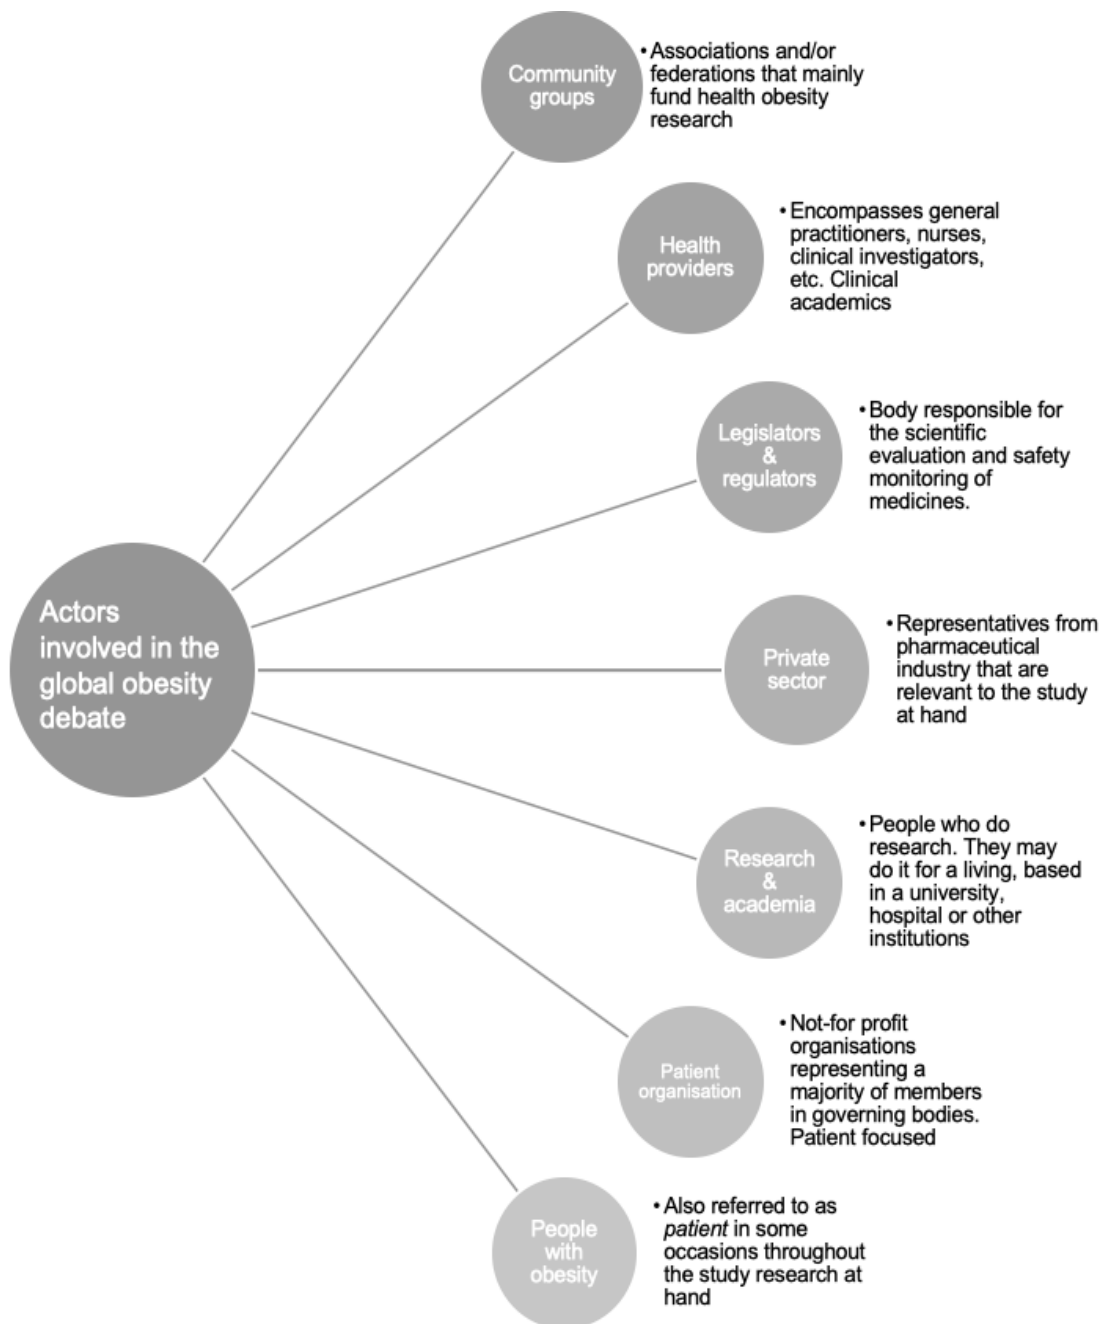 Community
groups
• Associations and/or
federations that mainly
fund health obesity
research
Health
providers
• Encompasses general
practitioners, nurses,
clinical investigators,
etc. Clinical
academics
Legislators
&
regulators
• Body responsible for
the scientific
evaluation and safety
monitoring of
medicines.
Actors
involved in the
global obesity
debate
Private
sector
• Representatives from
pharmaceutical
industry that are
relevant to the study
at hand
Research
&
academia
• People who do
research. They may
do it for a living, based
in a university,
hospital or other
institutions
Patient
organisation
• Not-for profit
organisations
representing a
majority of members
in governing bodies.
Patient focused
People
with
obesity
• Also referred to as
patient in some
occasions throughout
the study research at
hand